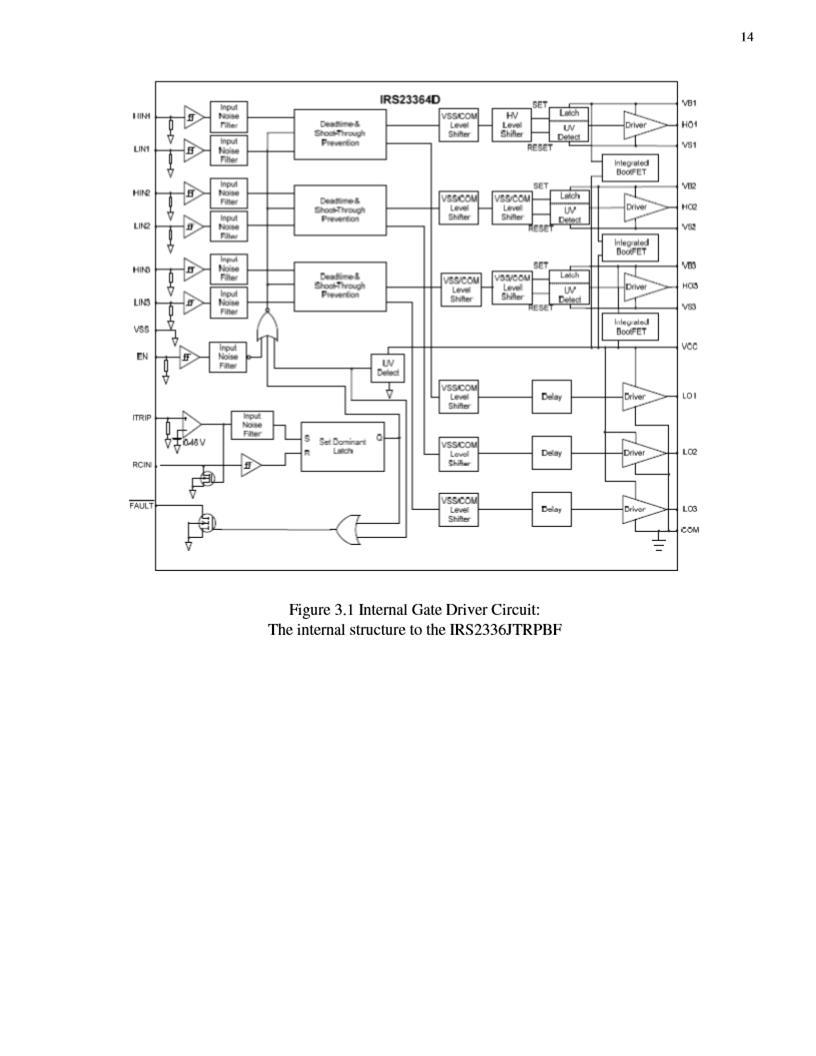 14
IRS23364D
HIN1
Input
Noise
Filter
LIN1
Input
Noise
Filter
Deadtime &
Shoot-Through
Prevention
VSS/COM
Level
Shifter
HV
Level
Shifter
SET
Latch
UV
Detect
RESET
Driver
VB1
HO1
VS1
Integrated
BootFET
HIN2
Input
Noise
Filter
LIN2
Input
Noise
Filter
Deadtime &
Shoot-Through
Prevention
VSS/COM
Level
Shifter
VSS/COM
Level
Shifter
SET
Latch
UV
Detect
RESET
Driver
VB2
HO2
VS2
Integrated
BootFET
HIN3
Input
Noise
Filter
LIN3
Input
Noise
Filter
Deadtime &
Shoot-Through
Prevention
VSS/COM
Level
Shifter
VSS/COM
Level
Shifter
SET
Latch
UV
Detect
RESET
Driver
VB3
HO3
VS3
Integrated
BootFET
VSS
VCC
EN
Input
Noise
Filter
UV
Detect
VSS/COM
Level
Shifter
Delay
Driver
LO1
ITRIP
0.46 V
Input
Noise
Filter
S
R
Q
Set Dominant
Latch
RCIN
VSS/COM
Level
Shifter
Delay
Driver
LO2
FAULT
VSS/COM
Level
Shifter
Delay
Driver
LO3
COM
Figure 3.1 Internal Gate Driver Circuit:
The internal structure to the IRS2336JTRPBF